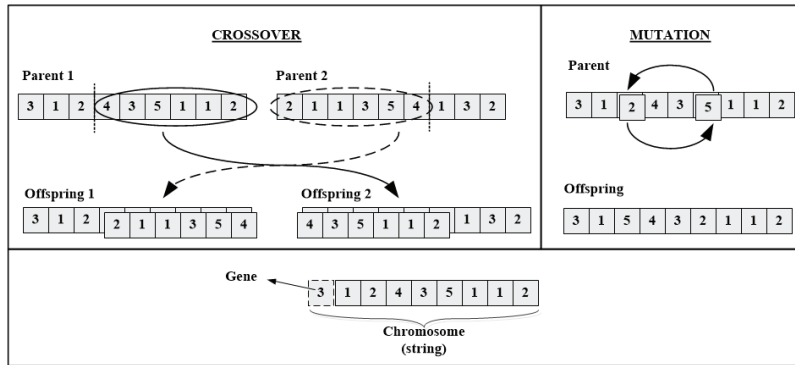 CROSSOVER
Parent 1
Parent 2
3 1 2 4 3 5 1 1 2
2 1 1 3 5 4 1 3 2
Offspring 1
Offspring 2
3 1 2 2 1 1 3 5 4
4 3 5 1 1 2 1 3 2
MUTATION
Parent
3 1 2 4 3 5 1 1 2
Offspring
3 1 5 4 3 2 1 1 2
Gene
3 1 2 4 3 5 1 1 2
Chromosome
(string)